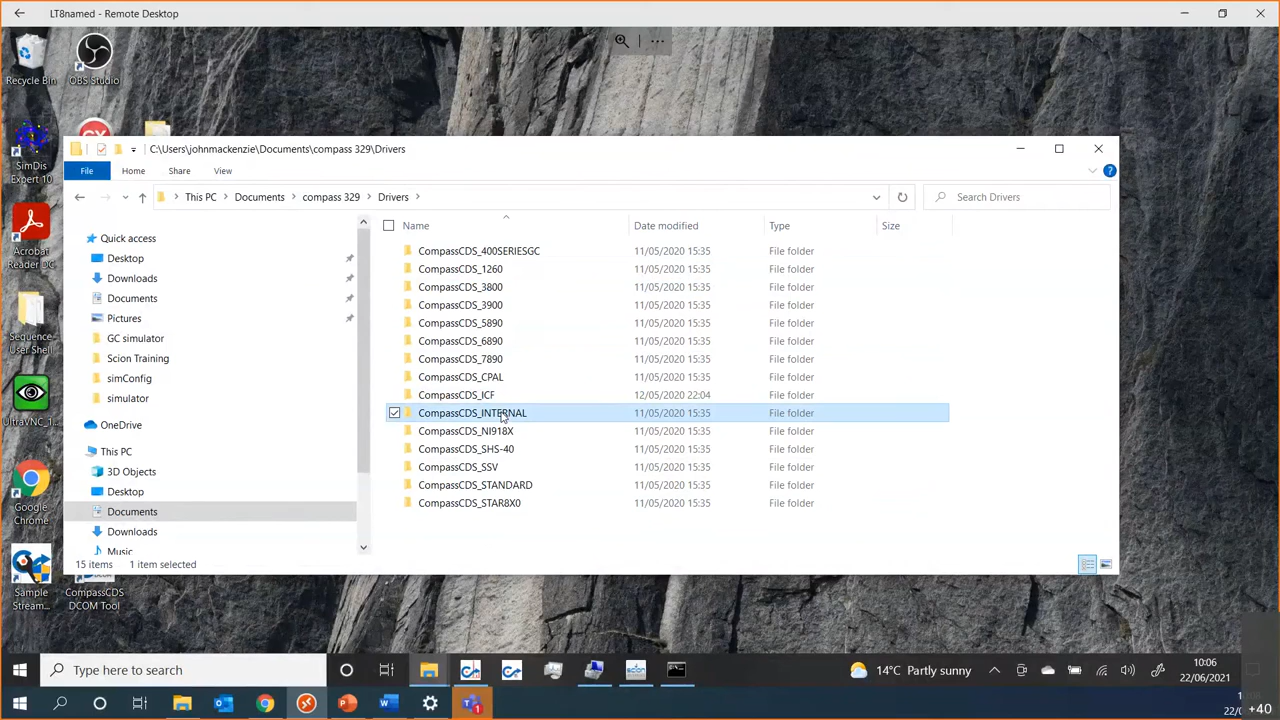 LT8named - Remote Desktop
Recycle Bin
OBS Studio
C:\Users\johnmackenzie\Documents\compass 329\Drivers
File
Home
Share
View
This PC
Documents
compass 329
Drivers
Search Drivers
Name
Date modified
Type
Size
SimDis
Expert 10
Acrobat
Reader DC
Sequence
User Shell
UltraVNC_1...
Google
Chrome
Sample
Stream...
CompassCDS
DCOM Tool
Quick access
Desktop
Downloads
Documents
Pictures
GC simulator
Scion Training
simConfig
simulator
OneDrive
This PC
3D Objects
Desktop
Documents
Downloads
Music
CompassCDS_400SERIESGC 11/05/2020 15:35 File folder
CompassCDS_1260 11/05/2020 15:35 File folder
CompassCDS_3800 11/05/2020 15:35 File folder
CompassCDS_3900 11/05/2020 15:35 File folder
CompassCDS_5890 11/05/2020 15:35 File folder
CompassCDS_6890 11/05/2020 15:35 File folder
CompassCDS_7890 11/05/2020 15:35 File folder
CompassCDS_CPAL 11/05/2020 15:35 File folder
CompassCDS_ICF 12/05/2020 22:04 File folder
CompassCDS_INTERNAL 11/05/2020 15:35 File folder
CompassCDS_NI918X 11/05/2020 15:35 File folder
CompassCDS_SHS-40 11/05/2020 15:35 File folder
CompassCDS_SSV 11/05/2020 15:35 File folder
CompassCDS_STANDARD 11/05/2020 15:35 File folder
CompassCDS_STAR8X0 11/05/2020 15:35 File folder
15 items
1 item selected
Type here to search
scion
14°C Partly sunny
10:06
22/06/2021
+40